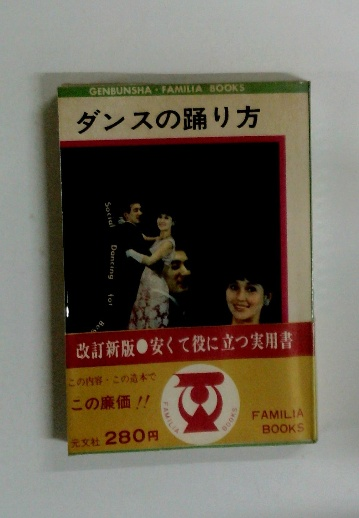 GENBUNSHA・FAMILIA BOOKS
ダンスの踊り方
Social Dancing for
改訂新版●安くて役に立つ実用書
この内容・この造本で
この廉価!!
元文社 280円
FAMILIA BOOKS
FAMILIA
BOOKS